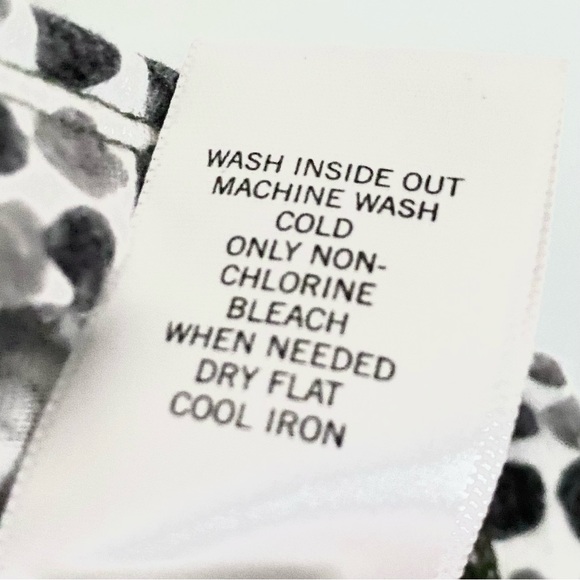 WASH INSIDE OUT
MACHINE WASH
COLD
ONLY NON-
CHLORINE
BLEACH
WHEN NEEDED
DRY FLAT
COOL IRON